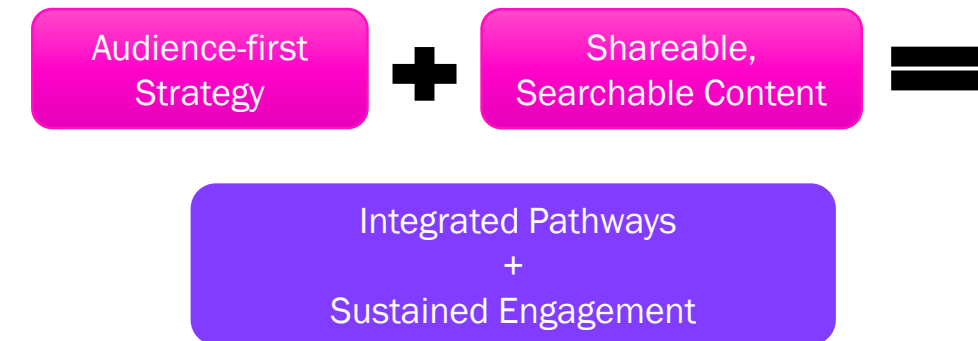 Audience-first
Strategy
Shareable,
Searchable Content
Integrated Pathways
+
Sustained Engagement